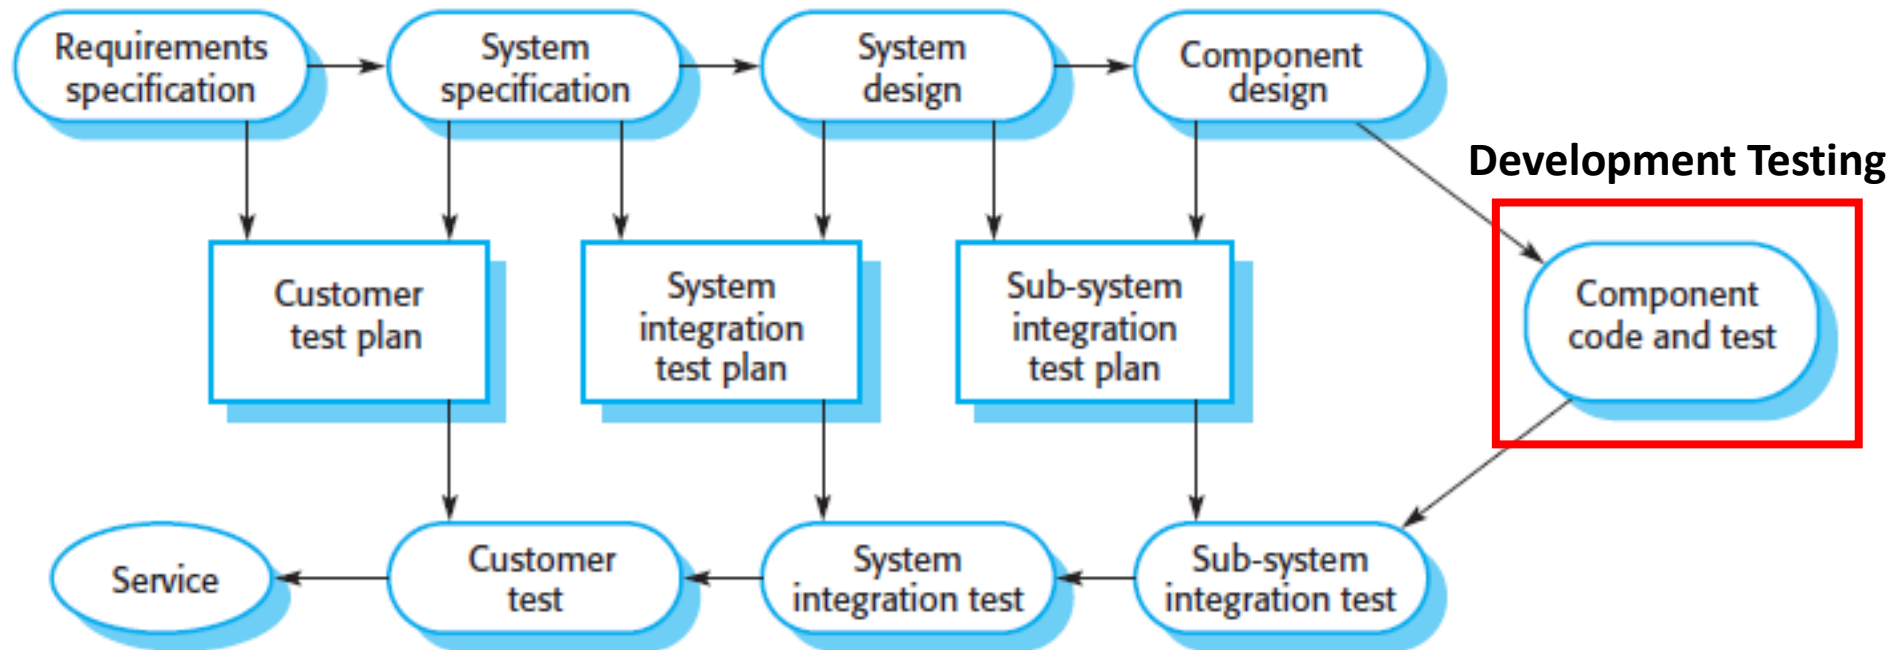 Requirements
specification
System
specification
System
design
Component
design
Development Testing
Customer
test plan
System
integration
test plan
Sub-system
integration
test plan
Component
code and test
Service
Customer
test
System
integration test
Sub-system
integration test